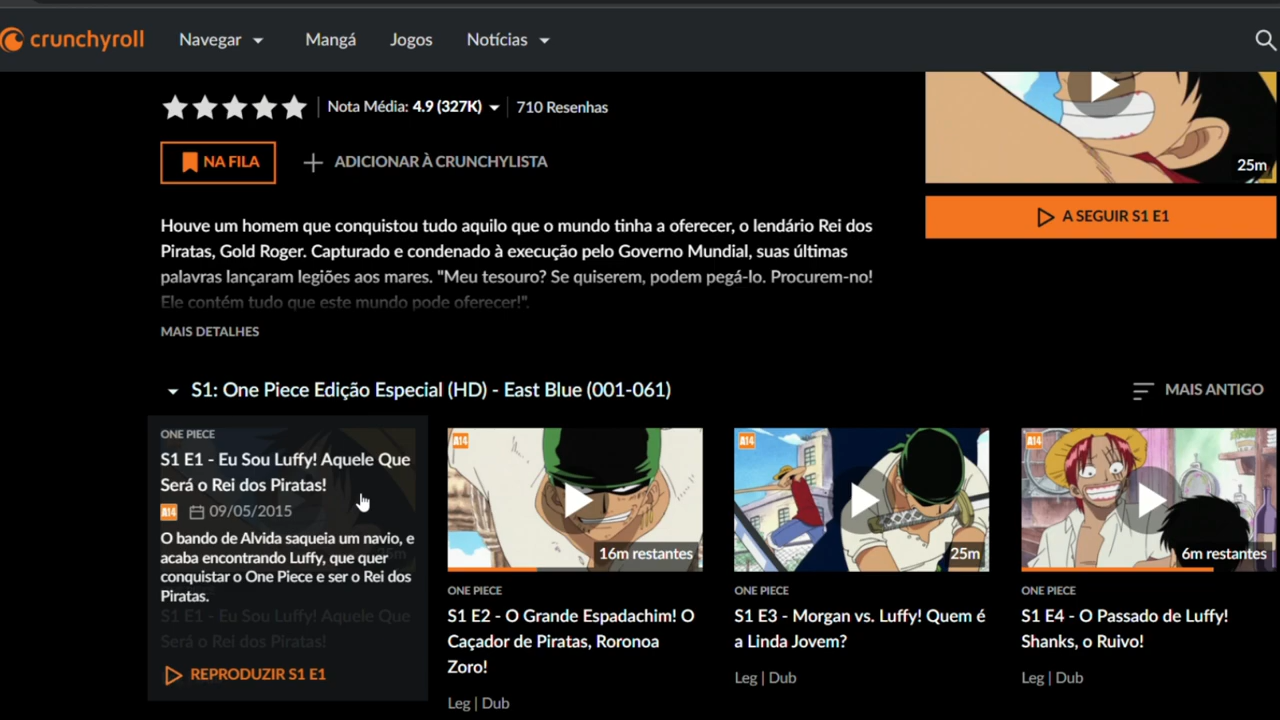 crunchyroll Navegar Mangá Jogos Notícias
Nota Média: 4.9 (327K) 710 Resenhas
NA FILA ADICIONAR À CRUNCHYLISTA
25m
A SEGUIR S1 E1
Houve um homem que conquistou tudo aquilo que o mundo tinha a oferecer, o lendário Rei dos
Piratas, Gold Roger. Capturado e condenado à execução pelo Governo Mundial, suas últimas
palavras lançaram legiões aos mares. "Meu tesouro? Se quiserem, podem pegá-lo. Procurem-no!
Ele contém tudo que este mundo pode oferecer!".
MAIS DETALHES
S1: One Piece Edição Especial (HD) - East Blue (001-061)
MAIS ANTIGO
ONE PIECE
S1 E1 - Eu Sou Luffy! Aquele Que
Será o Rei dos Piratas!
A14 09/05/2015
O bando de Alvida saqueia um navio, e
acaba encontrando Luffy, que quer
conquistar o One Piece e ser o Rei dos
Piratas.
S1 E1 - Eu Sou Luffy! Aquele Que
Será o Rei dos Piratas!
REPRODUZIR S1 E1
A14
16m restantes
ONE PIECE
S1 E2 - O Grande Espadachim! O
Caçador de Piratas, Roronoa
Zoro!
Leg | Dub
A14
25m
ONE PIECE
S1 E3 - Morgan vs. Luffy! Quem é
a Linda Jovem?
Leg | Dub
A14
6m restantes
ONE PIECE
S1 E4 - O Passado de Luffy!
Shanks, o Ruivo!
Leg | Dub